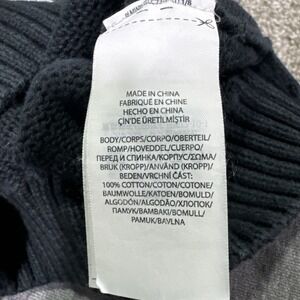 MADE IN CHINA
FABRIQUÉ EN CHINE
HECHO EN CHINA
ÇİN'DE ÜRETİLMİŞTİR
BODY/CORPS/CORPO/OBERTEIL/
ROMP/HOVEDDEL/CUERPO/
ПЕРЕД И СПИНКА/КОРПУС/ΣΩΜΑ/
BRUK (KROPP)/ANVÄND (KROPP)/
BEDEN/VRCHNÍ ČÁST:
100% COTTON/COTON/COTONE/
BAUMWOLLE/KATOEN/BOMULD/
ALGODÓN/ALGODÃO/ХЛОПОК/
ΠΑΜΥΚ/BAMBAKI/BOMULL/
PAMUK/BAVLNA